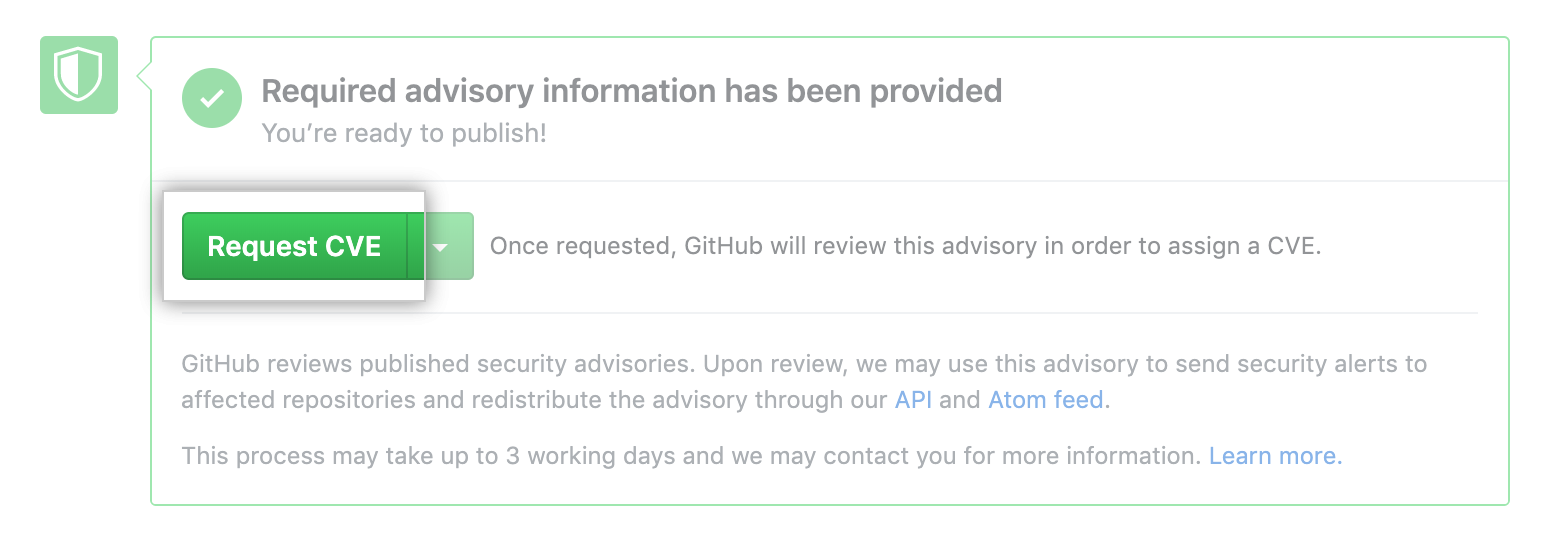 Required advisory information has been provided
You’re ready to publish!
Request CVE
Once requested, GitHub will review this advisory in order to assign a CVE.
GitHub reviews published security advisories. Upon review, we may use this advisory to send security alerts to
affected repositories and redistribute the advisory through our API and Atom feed.
This process may take up to 3 working days and we may contact you for more information. Learn more.